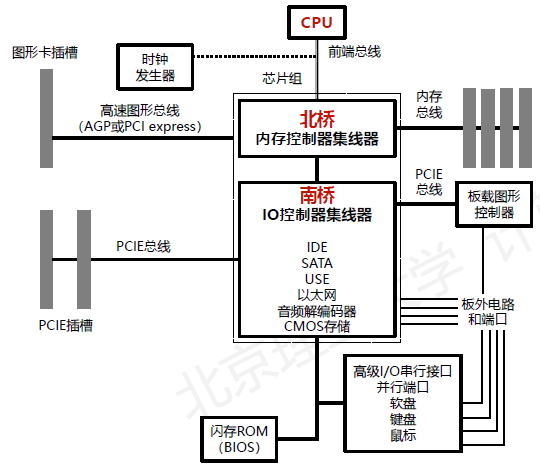 CPU
图形卡插槽
时钟
发生器
前端总线
芯片组
高速图形总线
（AGP或PCI express）
北桥
内存控制器集线器
内存
总线
南桥
IO控制器集线器
PCIE
总线
板载图形
控制器
PCIE总线
IDE
SATA
USE
以太网
音频解编码器
CMOS存储
PCIE插槽
板外电路
和端口
高级I/O串行接口
并行端口
软盘
键盘
鼠标
闪存ROM
（BIOS）
北京理
学 计